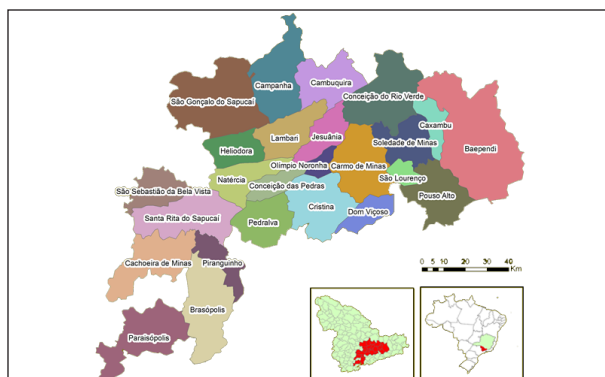 Campanha
Cambuquira
São Gonçalo do Sapucaí
Conceição do Rio Verde
Caxambu
Lambari
Jesuânia
Soledade de Minas
Baependi
Heliodora
Olímpio Noronha
Carmo de Minas
Natércia
São Lourenço
São Sebastião da Bela Vista
Conceição das Pedras
Pouso Alto
Cristina
Dom Viçoso
Santa Rita do Sapucaí
Pedralva
Cachoeira de Minas
Piranguinho
0 5 10 20 30 40
Km
Brasópolis
Paraisópolis